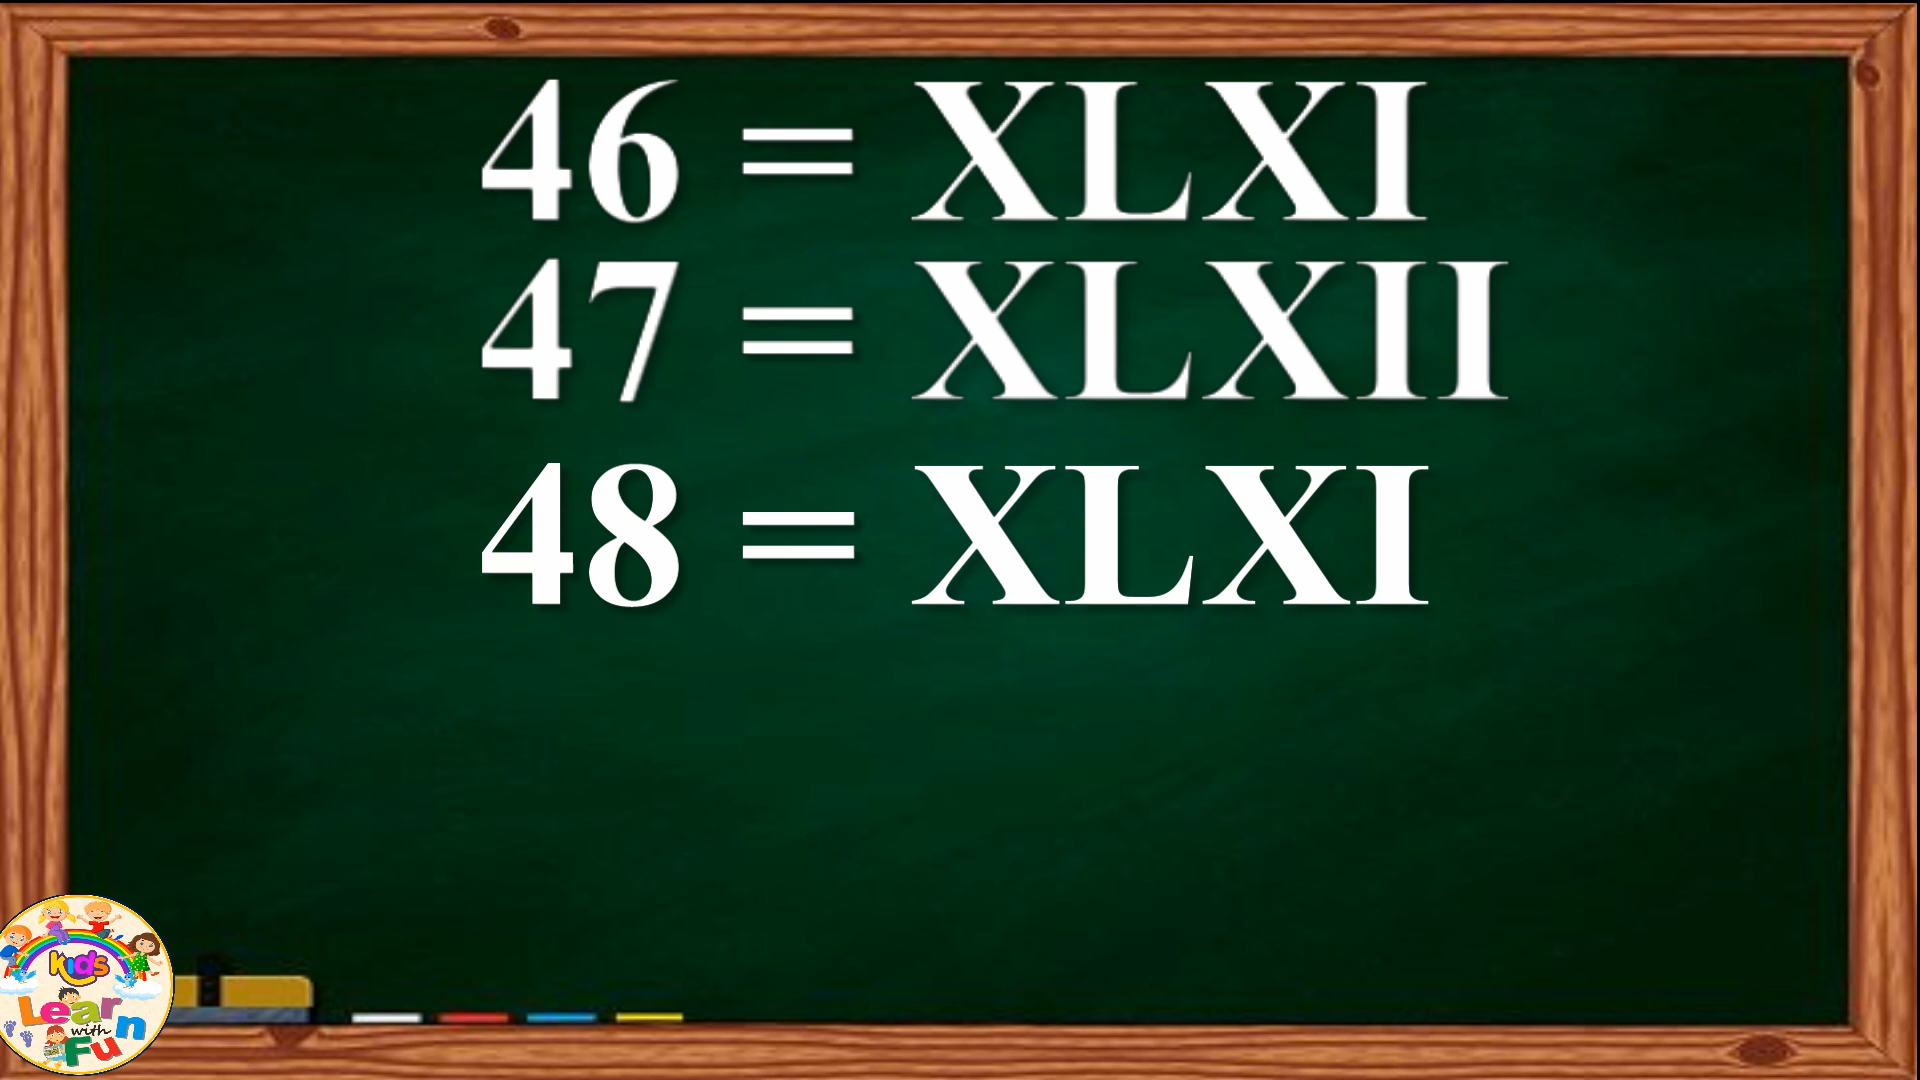 46 = XLXI
47 = XLXII
48 = XLXI
Kids
Learn
with
Fun